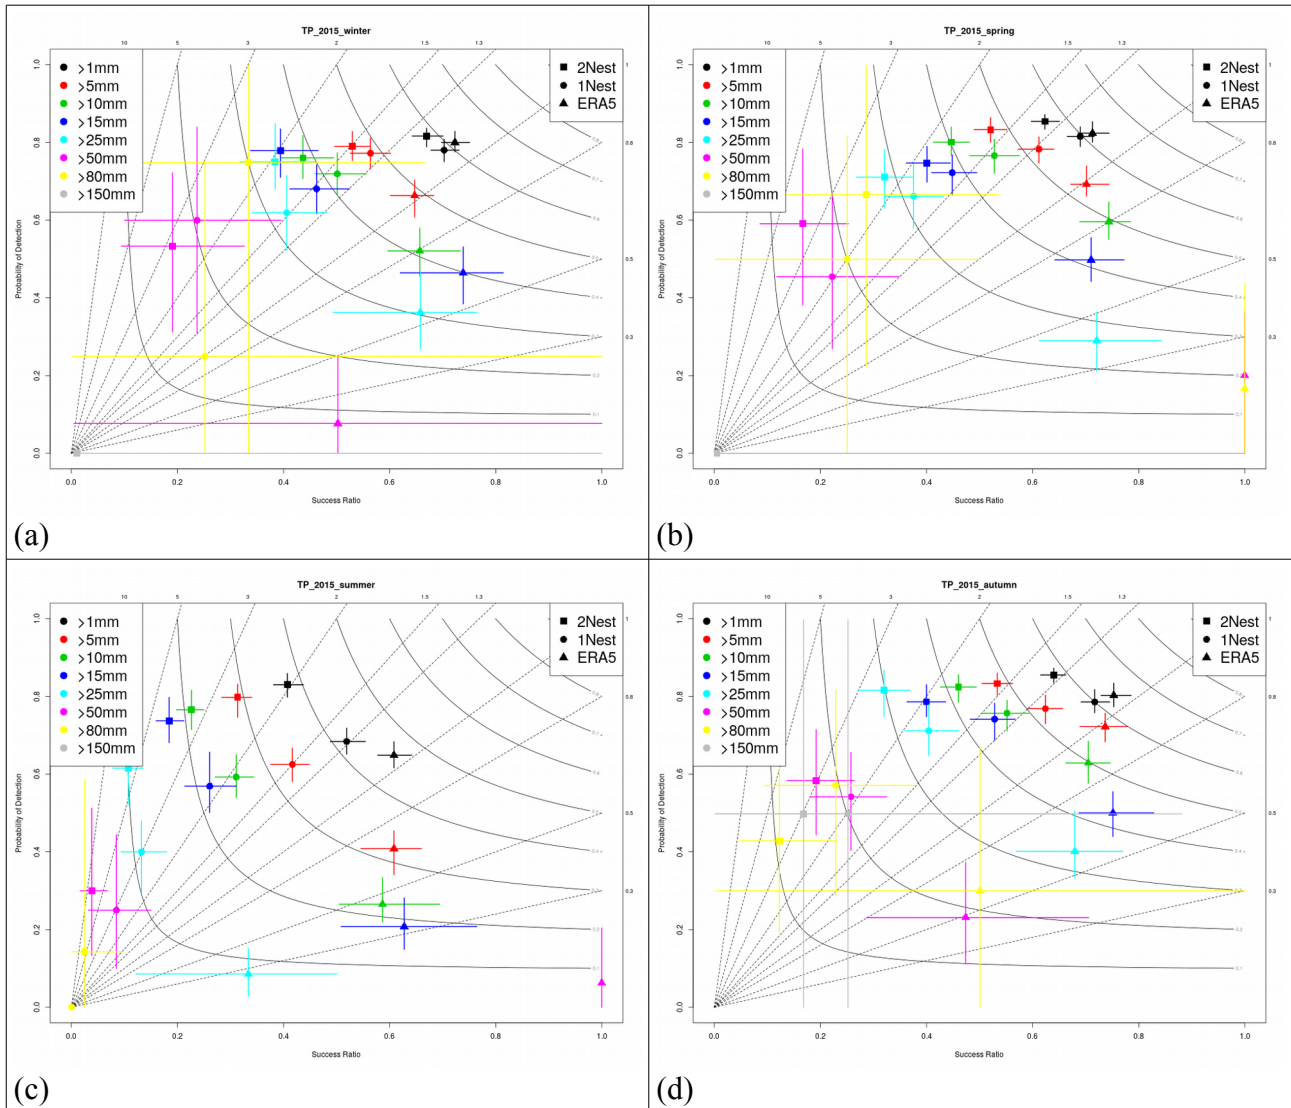 TP_2015_winter
10 5 3 2 1.5 1.3
>1mm
>5mm
>10mm
>15mm
>25mm
>50mm
>80mm
>150mm
2Nest
1Nest
ERA5
Probability of Detection
1.0
0.8
0.6
0.4
0.2
0.0
1
0.8
0.5
0.3
0.0 0.2 0.4 0.6 0.8 1.0
Success Ratio
(a)
TP_2015_spring
10 5 3 2 1.5 1.3
>1mm
>5mm
>10mm
>15mm
>25mm
>50mm
>80mm
>150mm
2Nest
1Nest
ERA5
Probability of Detection
1.0
0.8
0.6
0.4
0.2
0.0
1
0.8
0.5
0.3
0.0 0.2 0.4 0.6 0.8 1.0
Success Ratio
(b)
TP_2015_summer
10 5 3 2 1.5 1.3
>1mm
>5mm
>10mm
>15mm
>25mm
>50mm
>80mm
>150mm
2Nest
1Nest
ERA5
Probability of Detection
1.0
0.8
0.6
0.4
0.2
0.0
1
0.8
0.5
0.3
0.0 0.2 0.4 0.6 0.8 1.0
Success Ratio
(c)
TP_2015_autumn
10 5 3 2 1.5 1.3
>1mm
>5mm
>10mm
>15mm
>25mm
>50mm
>80mm
>150mm
2Nest
1Nest
ERA5
Probability of Detection
1.0
0.8
0.6
0.4
0.2
0.0
1
0.8
0.5
0.3
0.0 0.2 0.4 0.6 0.8 1.0
Success Ratio
(d)